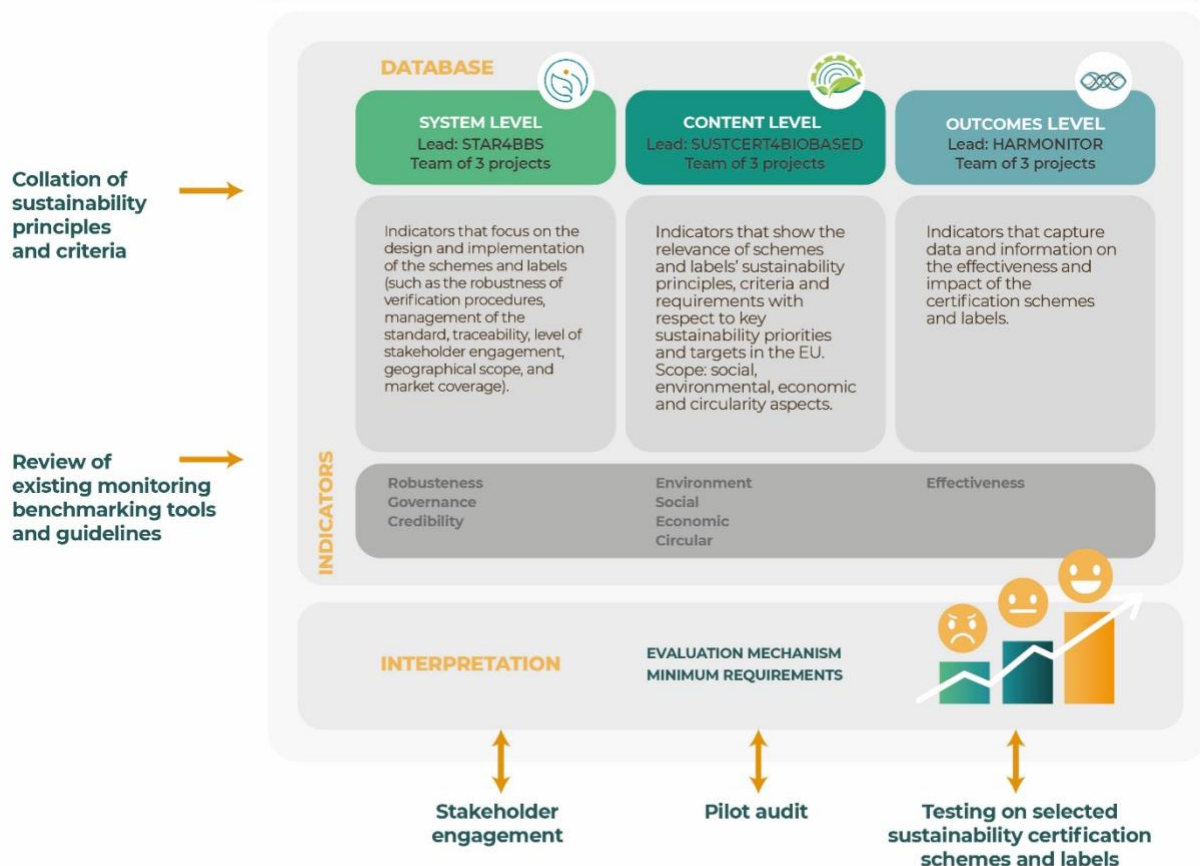 DATABASE
SYSTEM LEVEL
Lead: STAR4BBS
Team of 3 projects
CONTENT LEVEL
Lead: SUSTCERT4BIOBASED
Team of 3 projects
OUTCOMES LEVEL
Lead: HARMONITOR
Team of 3 projects
Collation of
sustainability
principles
and criteria
Indicators that focus on the
design and implementation
of the schemes and labels
(such as the robustness of
verification procedures,
management of the
standard, traceability, level of
stakeholder engagement,
geographical scope, and
market coverage).
Indicators that show the
relevance of schemes
and labels’ sustainability
principles, criteria and
requirements with
respect to key
sustainability priorities
and targets in the EU.
Scope: social,
environmental, economic
and circularity aspects.
Indicators that capture
data and information on
the effectiveness and
impact of the
certification schemes
and labels.
Review of
existing monitoring
benchmarking tools
and guidelines
INDICATORS
Robusteness
Governance
Credibility
Environment
Social
Economic
Circular
Effectiveness
INTERPRETATION
EVALUATION MECHANISM
MINIMUM REQUIREMENTS
Stakeholder
engagement
Pilot audit
Testing on selected
sustainability certification
schemes and labels